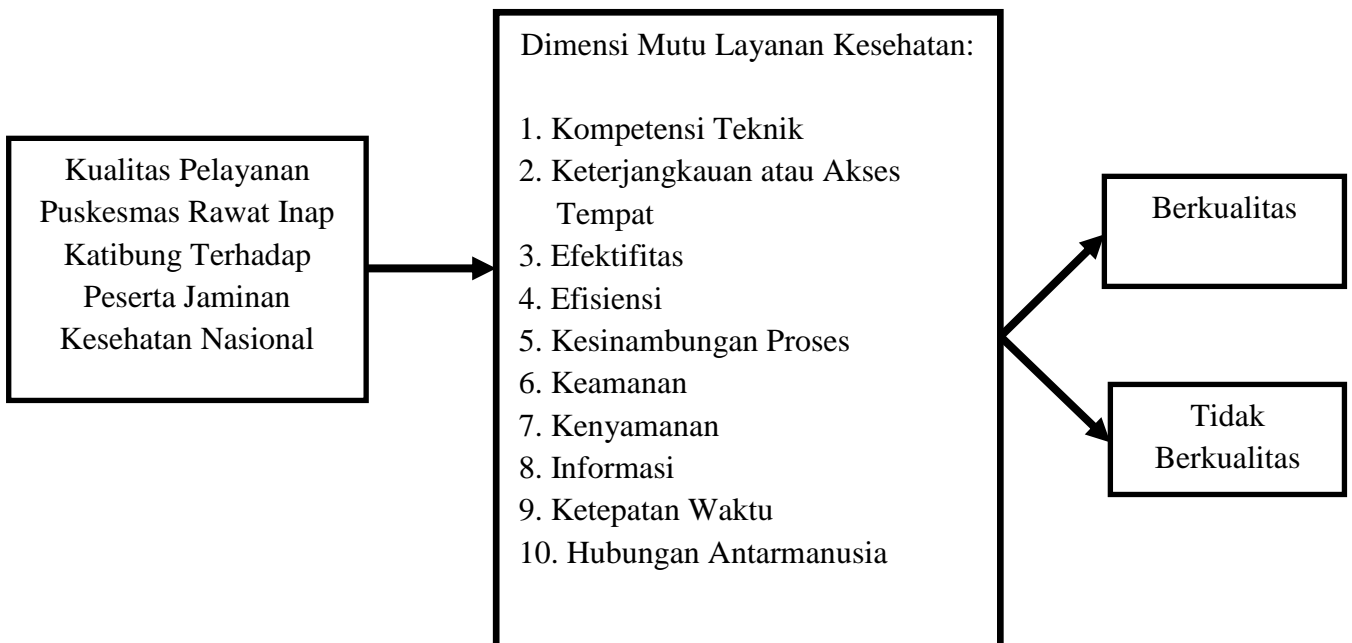 Kualitas Pelayanan
Puskesmas Rawat Inap
Katibung Terhadap
Peserta Jaminan
Kesehatan Nasional
Dimensi Mutu Layanan Kesehatan:
1. Kompetensi Teknik
2. Keterjangkauan atau Akses
Tempat
3. Efektifitas
4. Efisiensi
5. Kesinambungan Proses
6. Keamanan
7. Kenyamanan
8. Informasi
9. Ketepatan Waktu
10. Hubungan Antarmanusia
Berkualitas
Tidak
Berkualitas